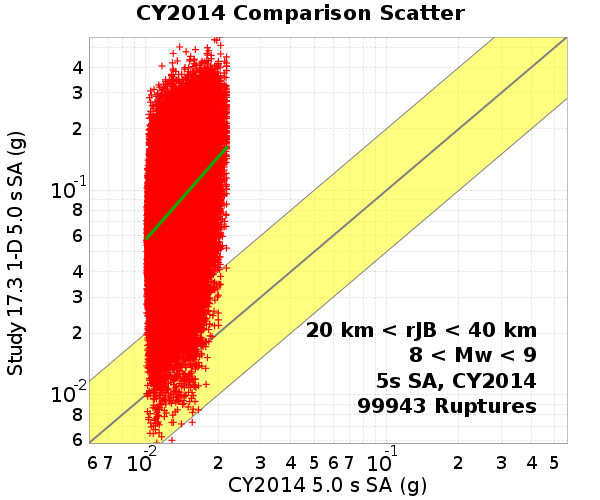 CY2014 Comparison Scatter
Study 17.3 1-D 5.0 s SA (g)
4
3
2
10-1
8
6
4
3
2
10-2
8
6
20 km < rJB < 40 km
8 < Mw < 9
5s SA, CY2014
99943 Ruptures
6 7 10-2 2 3 4 5 6 7 10-1 2 3 4 5
CY2014 5.0 s SA (g)